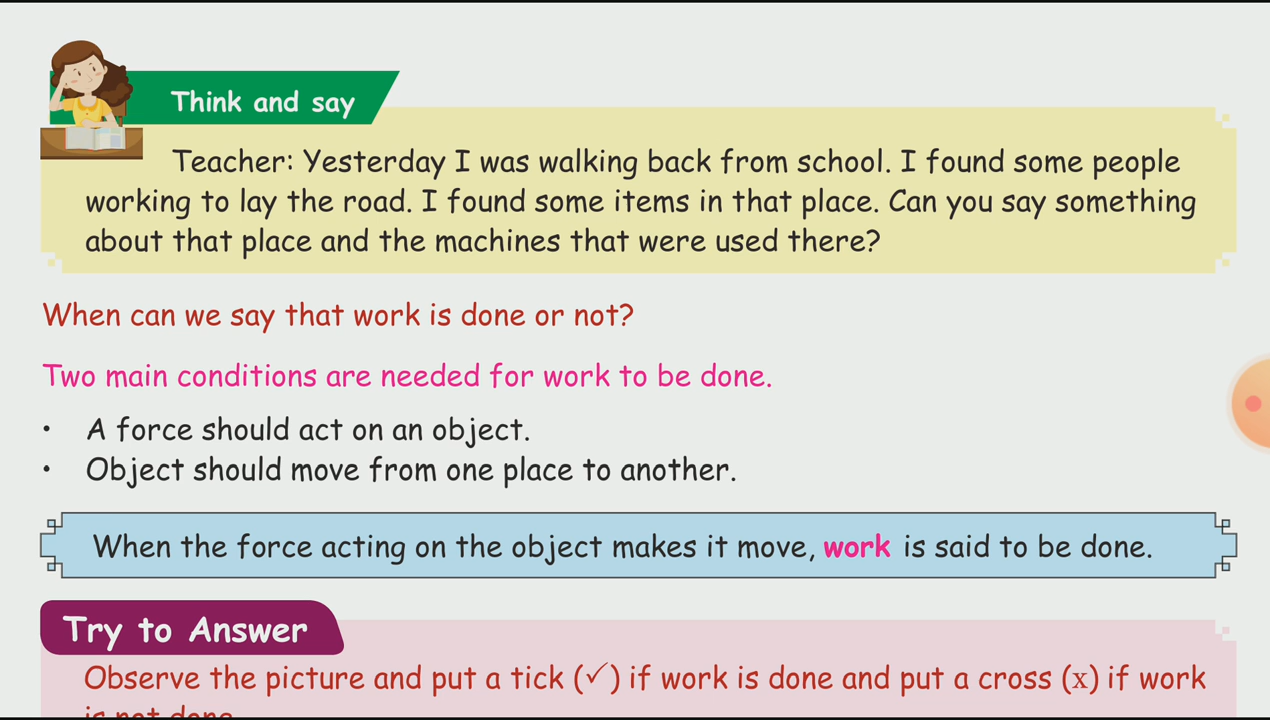 Think and say
Teacher: Yesterday I was walking back from school. I found some people
working to lay the road. I found some items in that place. Can you say something
about that place and the machines that were used there?
When can we say that work is done or not?
Two main conditions are needed for work to be done.
• A force should act on an object.
• Object should move from one place to another.
When the force acting on the object makes it move, work is said to be done.
Try to Answer
Observe the picture and put a tick (✓) if work is done and put a cross (x) if work
is not done